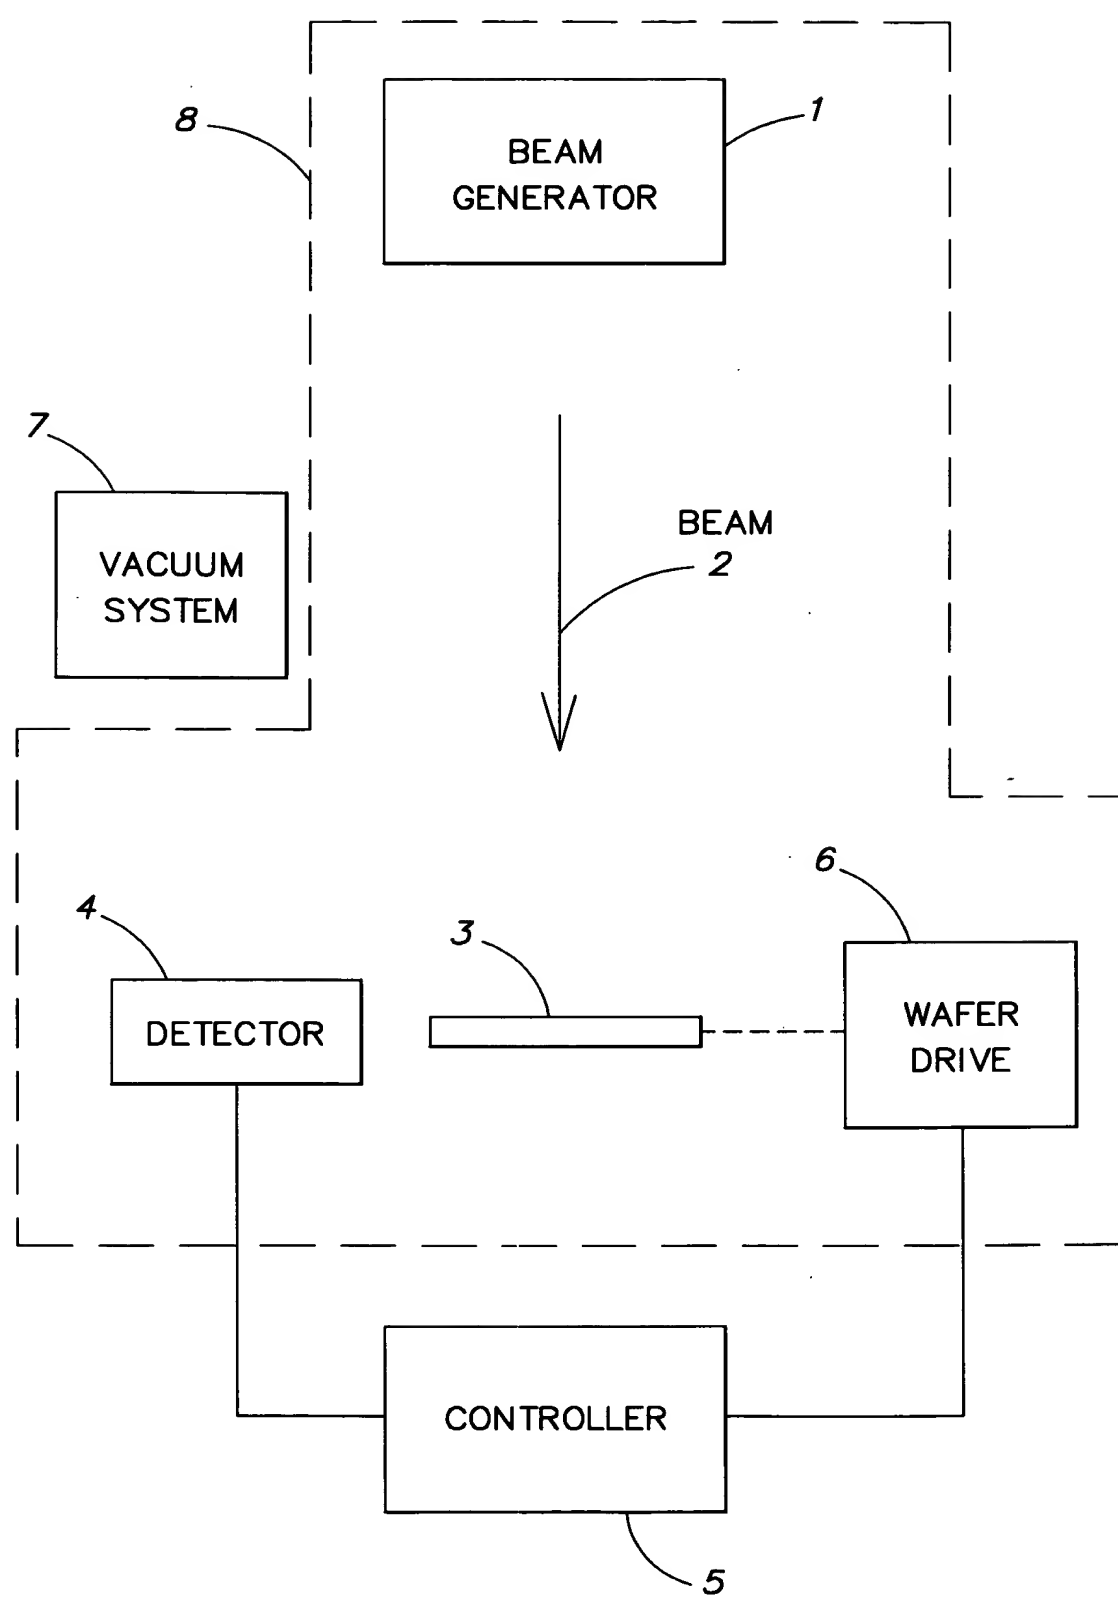 8
1
BEAM
GENERATOR
7
VACUUM
SYSTEM
BEAM
2
6
4
3
DETECTOR
WAFER
DRIVE
CONTROLLER
5